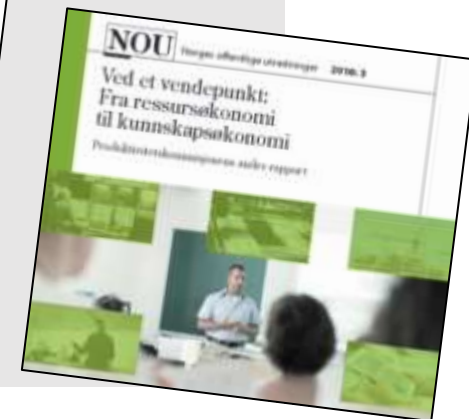 NOU Norges offentlige utredninger 2016: 3
Ved et vendepunkt:
Fra ressursøkonomi
til kunnskapsøkonomi
Produktivitetskommisjonens andre rapport